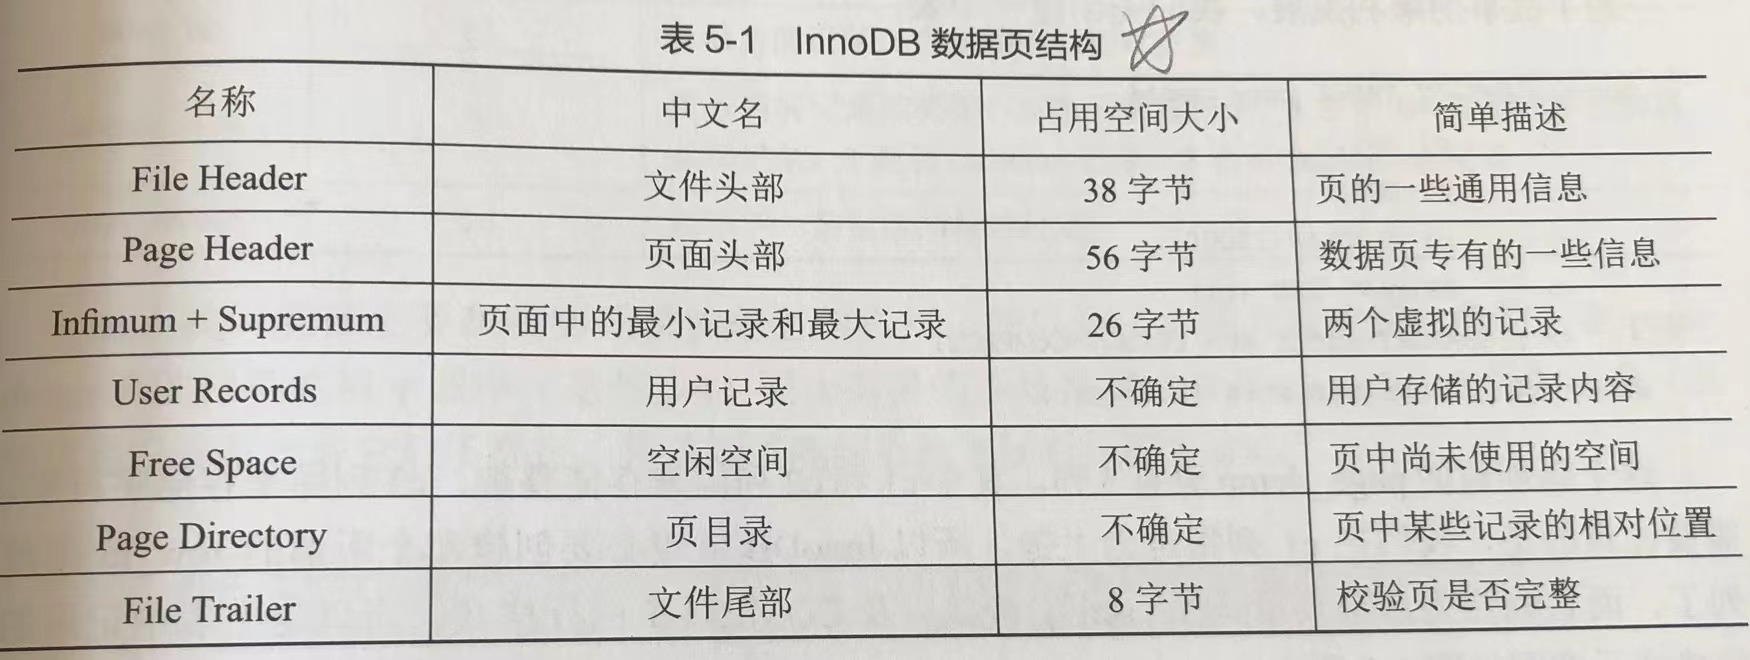 表 5-1 InnoDB 数据页结构
名称 中文名 占用空间大小 简单描述
File Header 文件头部 38 字节 页的一些通用信息
Page Header 页面头部 56 字节 数据页专有的一些信息
Infimum + Supremum 页面中的最小记录和最大记录 26 字节 两个虚拟的记录
User Records 用户记录 不确定 用户存储的记录内容
Free Space 空闲空间 不确定 页中尚未使用的空间
Page Directory 页目录 不确定 页中某些记录的相对位置
File Trailer 文件尾部 8 字节 校验页是否完整